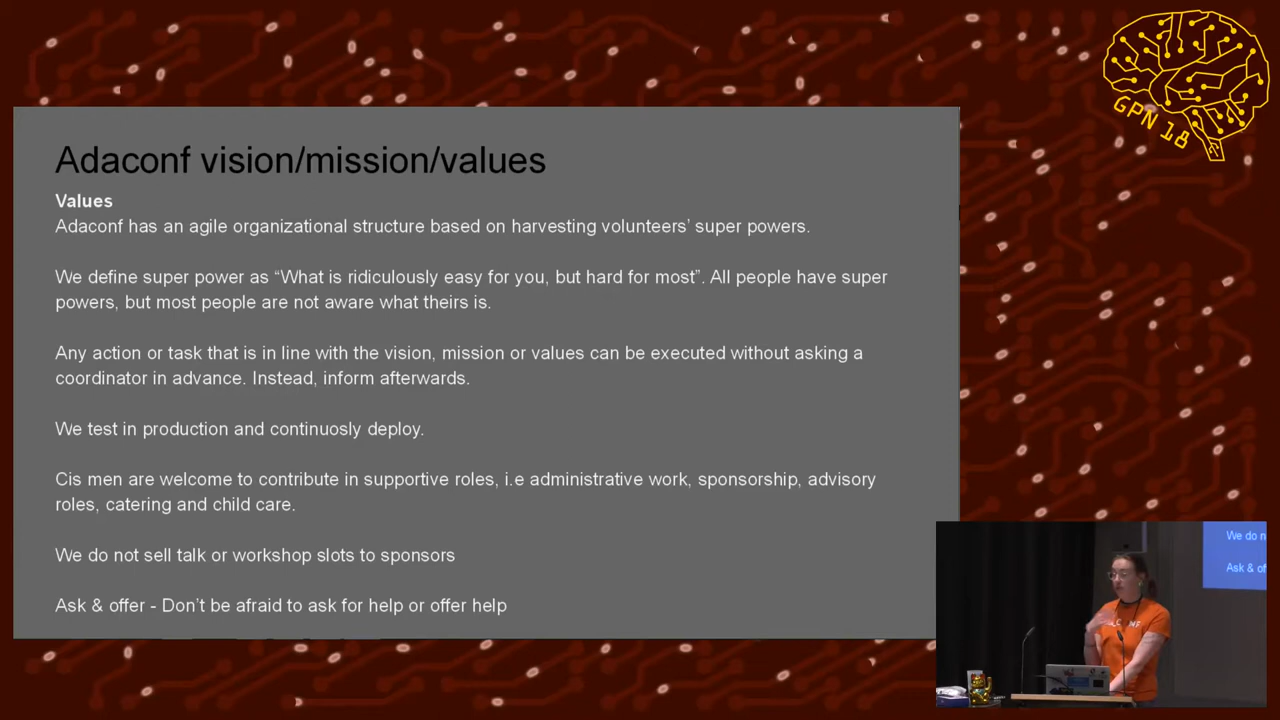 GPN 18
Adaconf vision/mission/values
Values
Adaconf has an agile organizational structure based on harvesting volunteers’ super powers.
We define super power as “What is ridiculously easy for you, but hard for most”. All people have super
powers, but most people are not aware what theirs is.
Any action or task that is in line with the vision, mission or values can be executed without asking a
coordinator in advance. Instead, inform afterwards.
We test in production and continuosly deploy.
Cis men are welcome to contribute in supportive roles, i.e administrative work, sponsorship, advisory
roles, catering and child care.
We do not sell talk or workshop slots to sponsors
Ask & offer - Don’t be afraid to ask for help or offer help
We do n
Ask & of